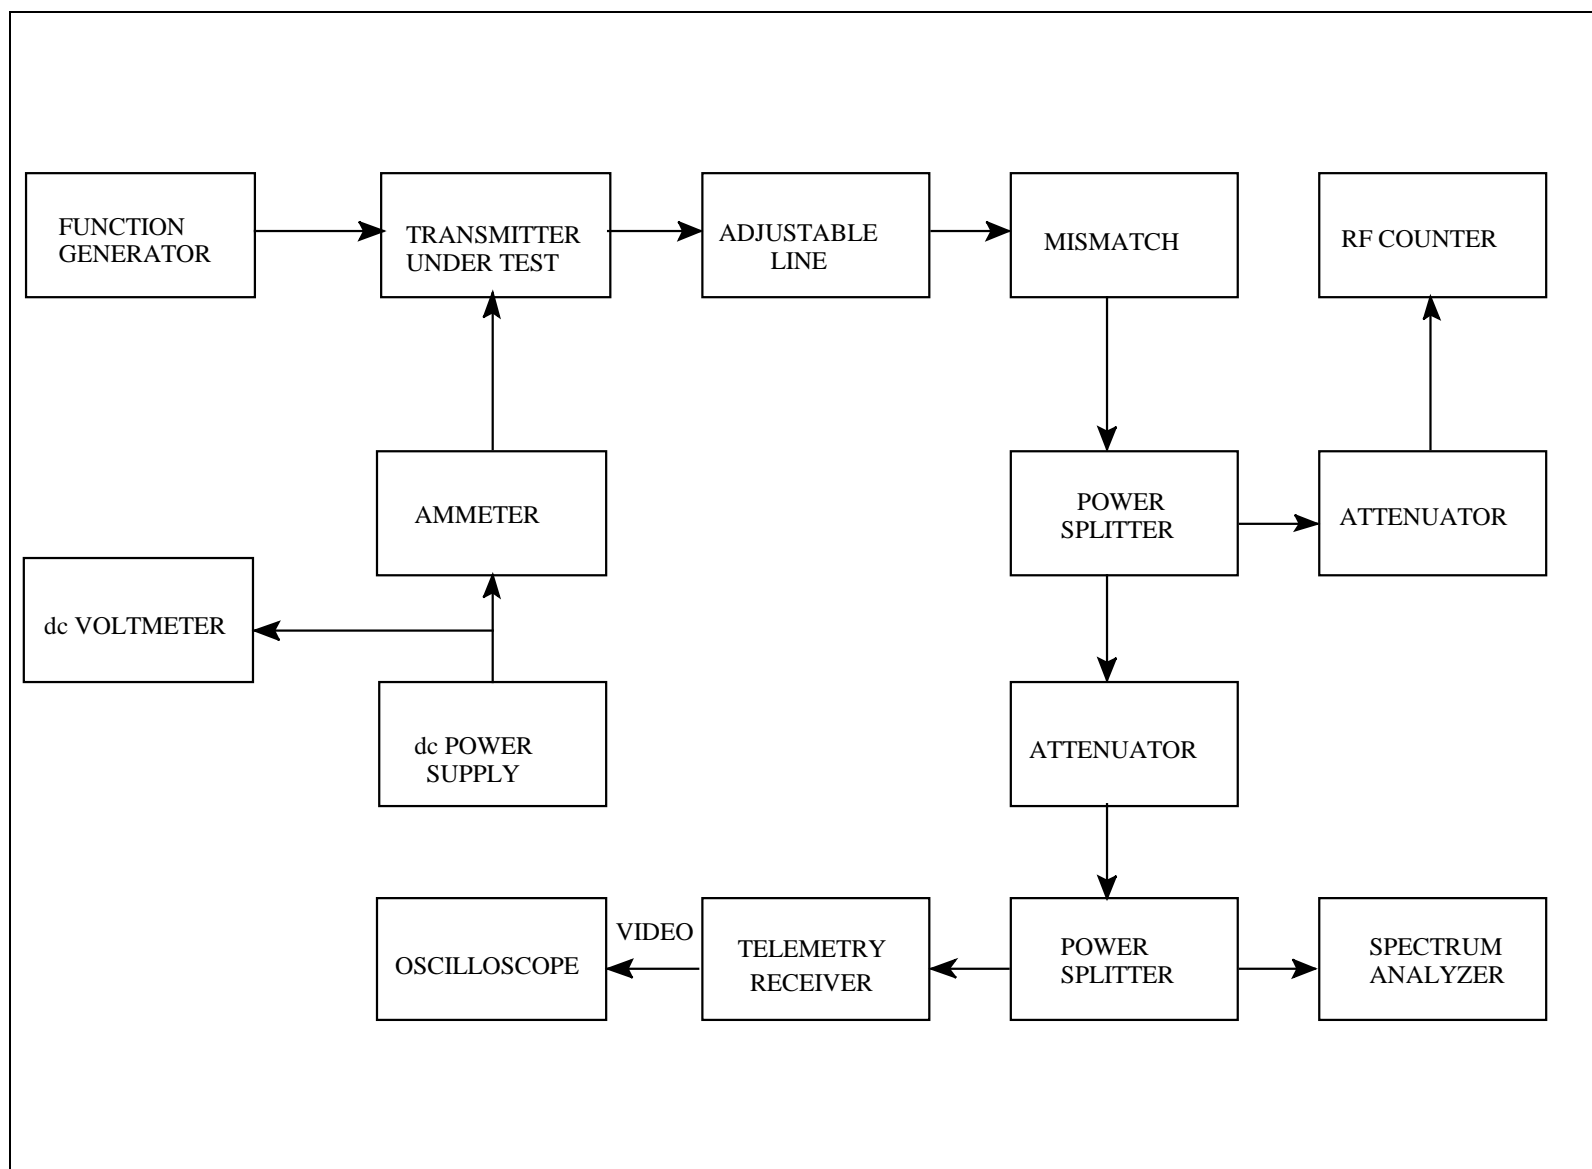 FUNCTION
GENERATOR
TRANSMITTER
UNDER TEST
ADJUSTABLE
LINE
MISMATCH
RF COUNTER
AMMETER
POWER
SPLITTER
ATTENUATOR
dc VOLTMETER
dc POWER
SUPPLY
ATTENUATOR
OSCILLOSCOPE
VIDEO
TELEMETRY
RECEIVER
POWER
SPLITTER
SPECTRUM
ANALYZER